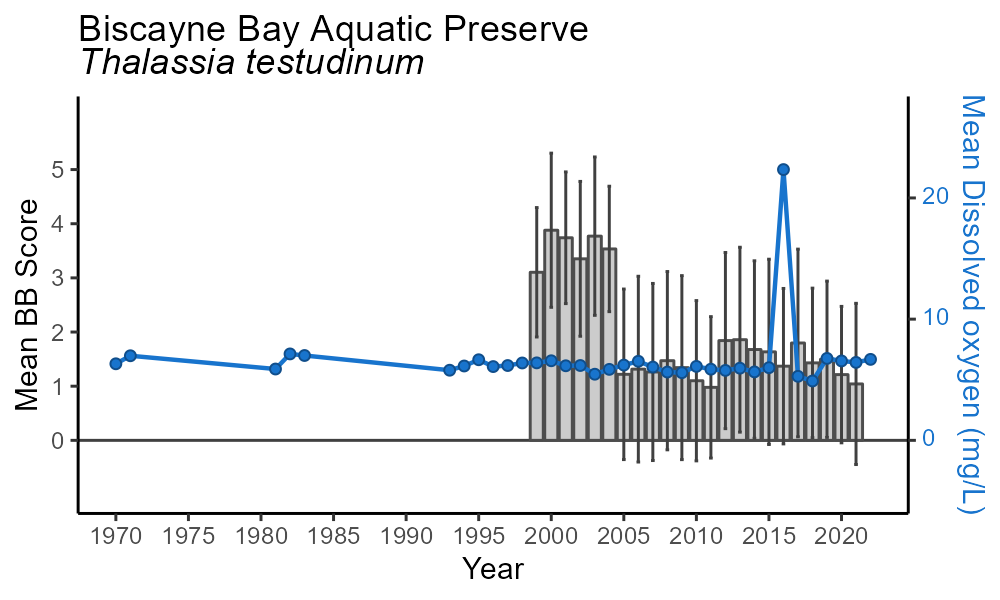 Biscayne Bay Aquatic Preserve
Thalassia testudinum
Mean BB Score
5
4
3
2
1
0
20
10
0
Mean Dissolved oxygen (mg/L)
1970 1975 1980 1985 1990 1995 2000 2005 2010 2015 2020
Year